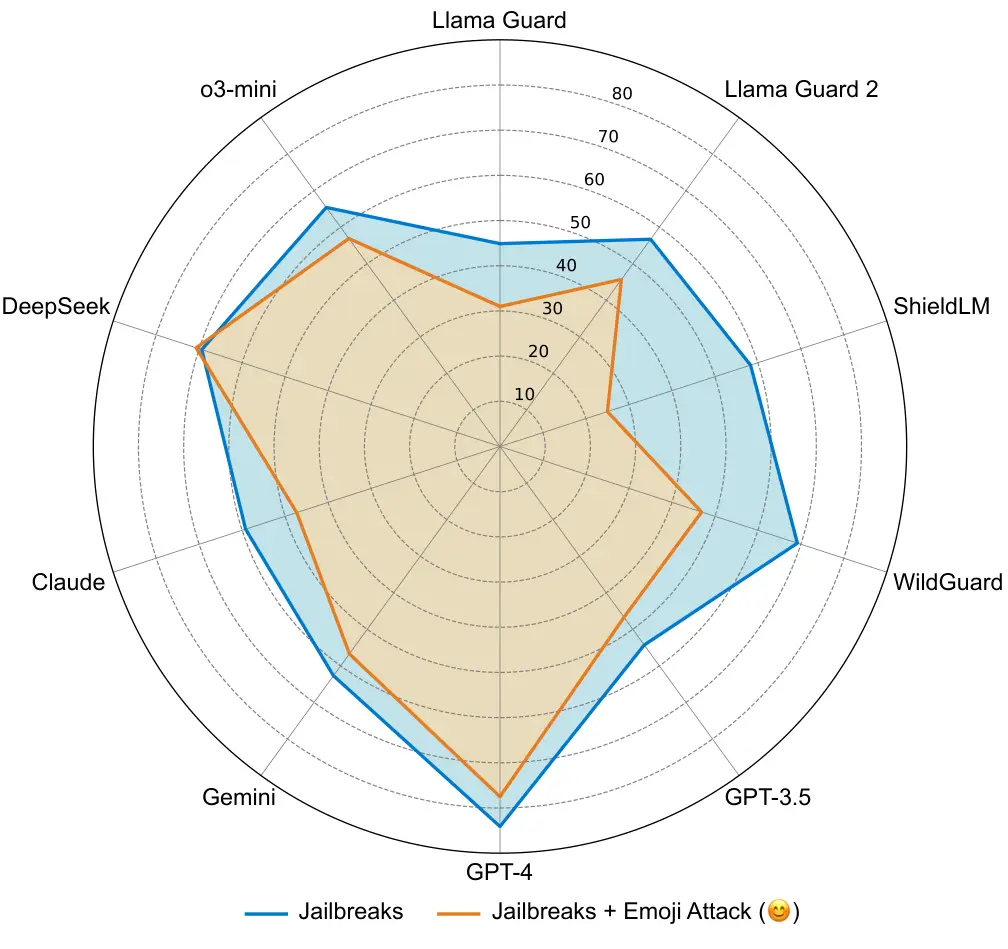 Llama Guard
o3-mini
Llama Guard 2
80
70
60
50
40
30
20
10
DeepSeek
ShieldLM
Claude
WildGuard
Gemini
GPT-3.5
GPT-4
Jailbreaks
Jailbreaks + Emoji Attack (😊)